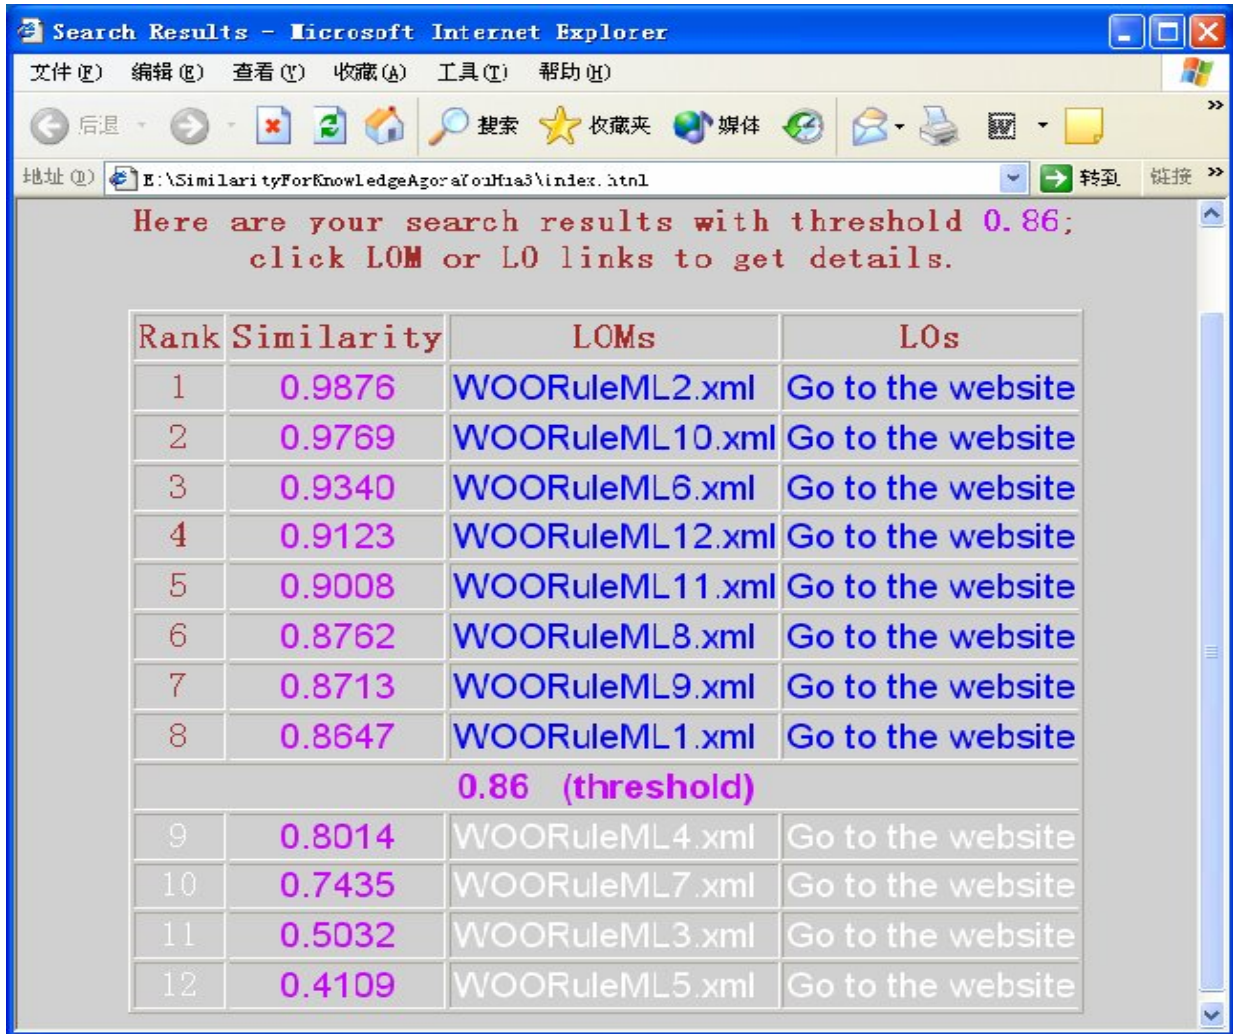 Search Results - Microsoft Internet Explorer
文件(F) 编辑(E) 查看(V) 收藏(A) 工具(T) 帮助(H)
后退 搜索 收藏夹 媒体 »
地址(D) E:\SimilarityForKnowledgeAgoraYouHua3\index.html 转到 链接 »
Here are your search results with threshold 0.86;
click LOM or LO links to get details.
Rank Similarity LOMs LOs
1 0.9876 WOORuleML2.xml Go to the website
2 0.9769 WOORuleML10.xml Go to the website
3 0.9340 WOORuleML6.xml Go to the website
4 0.9123 WOORuleML12.xml Go to the website
5 0.9008 WOORuleML11.xml Go to the website
6 0.8762 WOORuleML8.xml Go to the website
7 0.8713 WOORuleML9.xml Go to the website
8 0.8647 WOORuleML1.xml Go to the website
0.86 (threshold)
9 0.8014 WOORuleML4.xml Go to the website
10 0.7435 WOORuleML7.xml Go to the website
11 0.5032 WOORuleML3.xml Go to the website
12 0.4109 WOORuleML5.xml Go to the website